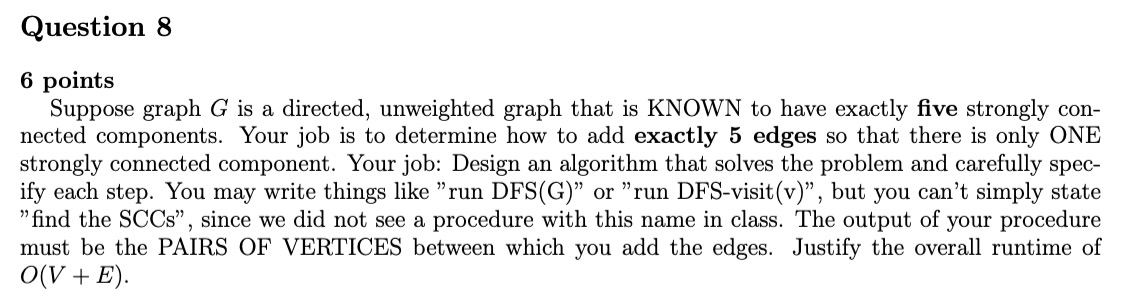 Question 8
6 points
Suppose graph G is a directed, unweighted graph that is KNOWN to have exactly five strongly con-
nected components. Your job is to determine how to add exactly 5 edges so that there is only ONE
strongly connected component. Your job: Design an algorithm that solves the problem and carefully spec-
ify each step. You may write things like "run DFS(G)" or "run DFS-visit(v)", but you can't simply state
"find the SCCs", since we did not see a procedure with this name in class. The output of your procedure
must be the PAIRS OF VERTICES between which you add the edges. Justify the overall runtime of
O(V + E).